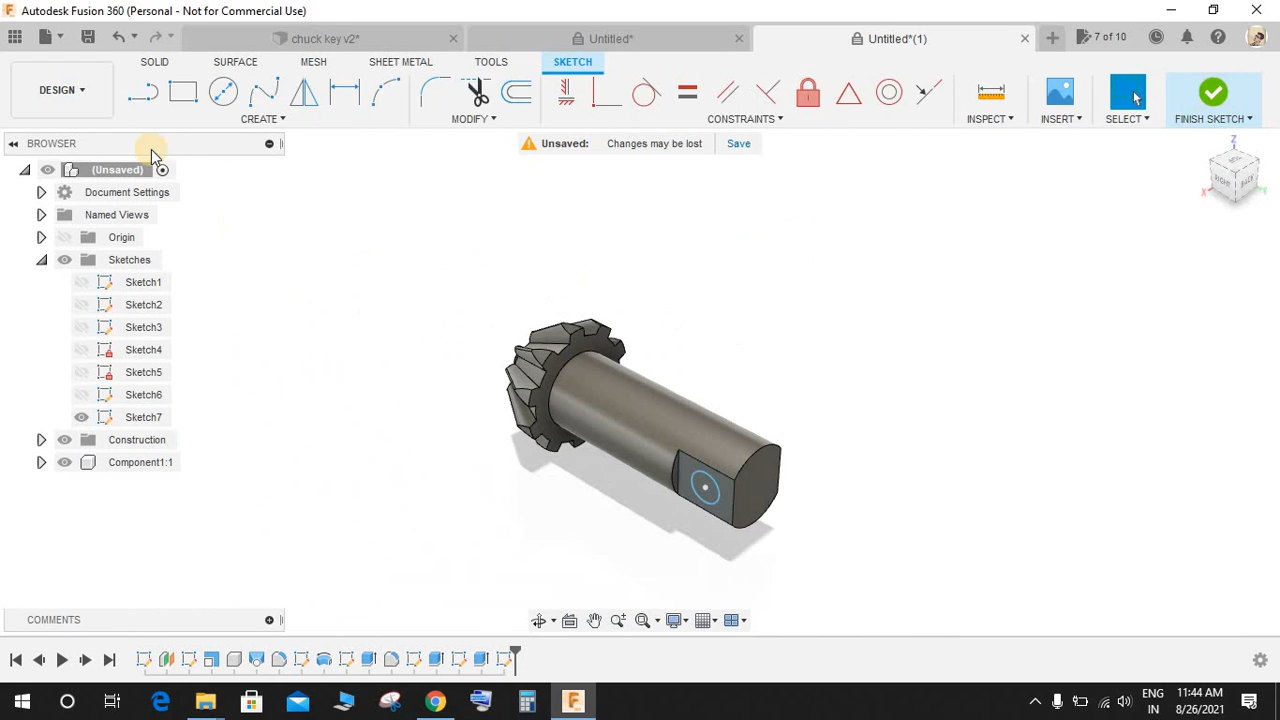 Autodesk Fusion 360 (Personal - Not for Commercial Use)
chuck key v2*
Untitled*
Untitled*(1)
7 of 10
SOLID
SURFACE
MESH
SHEET METAL
TOOLS
SKETCH
DESIGN
CREATE
MODIFY
CONSTRAINTS
INSPECT
INSERT
SELECT
FINISH SKETCH
BROWSER
Unsaved:
Changes may be lost
Save
(Unsaved)
Document Settings
Named Views
Origin
Sketches
Sketch1
Sketch2
Sketch3
Sketch4
Sketch5
Sketch6
Sketch7
Construction
Component1:1
Z
X
Y
RIGHT
BACK
COMMENTS
ENG
IN
11:44 AM
8/26/2021